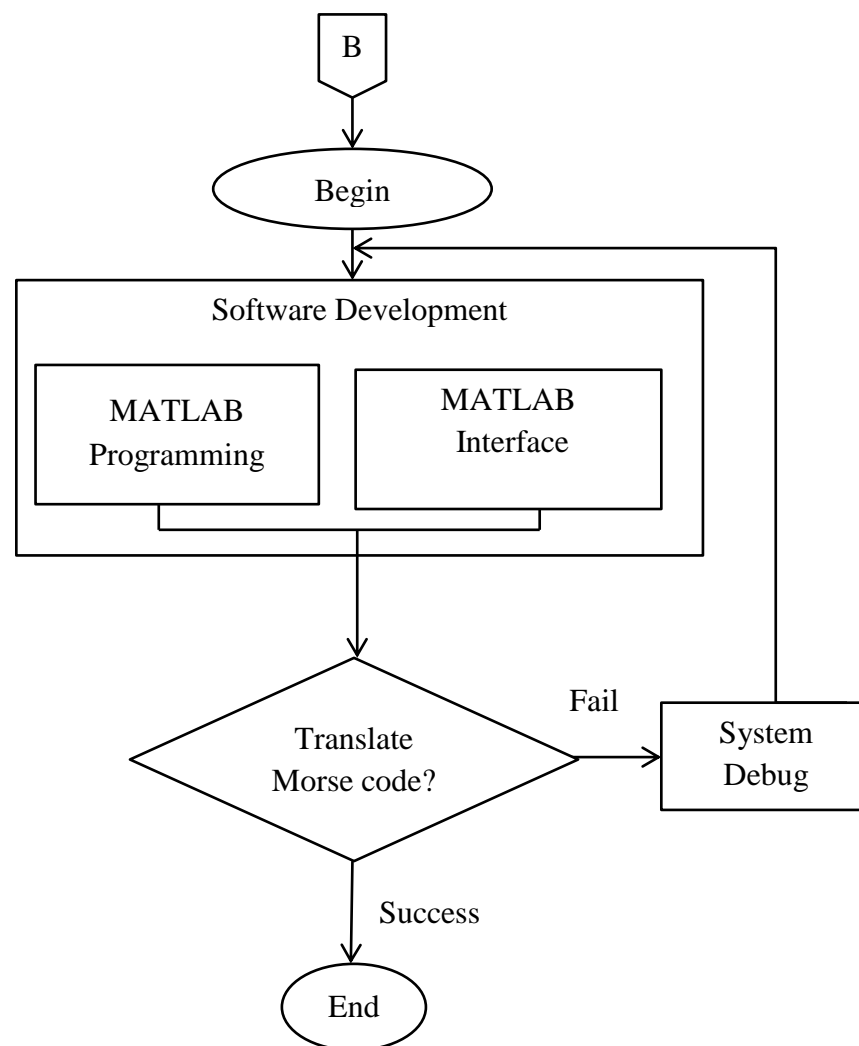 B
Begin
Software Development
MATLAB
Programming
MATLAB
Interface
Translate
Morse code?
Fail
System
Debug
Success
End